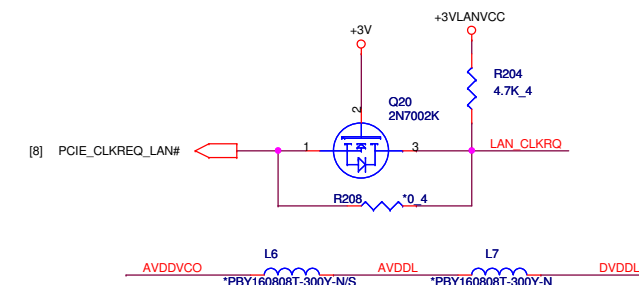 +3VLANVCC
+3V
R204
4.7K_4
Q20
2N7002K
2
[8] PCIE_CLKREQ_LAN# 1 3 LAN_CLKRQ
R208 *0_4
L6 L7
AVDDVCO AVDDL DVDDL
*PBY160808T-300Y-N/S *PBY160808T-300Y-N